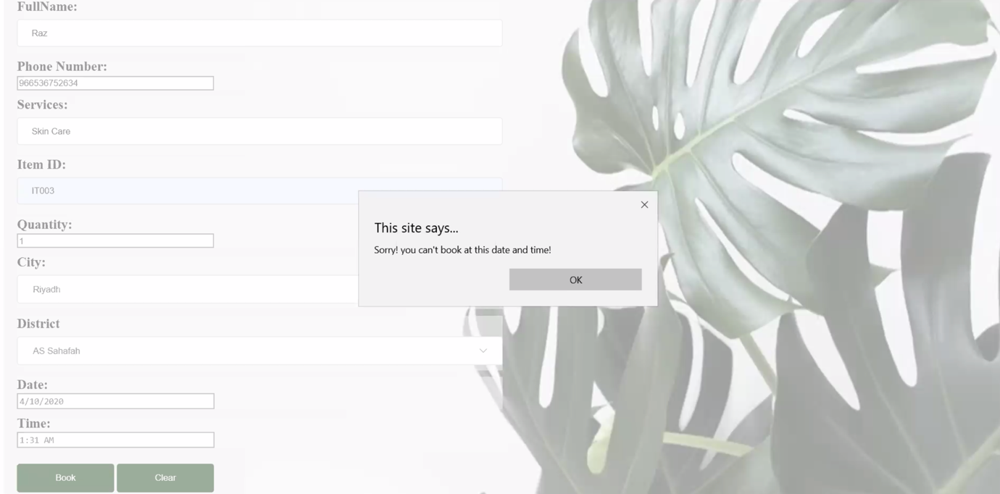 FullName:
Raz
Phone Number:
966536752634
Services:
Skin Care
Item ID:
IT003
Quantity:
1
City:
Riyadh
District
AS Sahafah
Date:
4/10/2020
Time:
1:31 AM
Book Clear
This site says...
Sorry! you can't book at this date and time!
OK